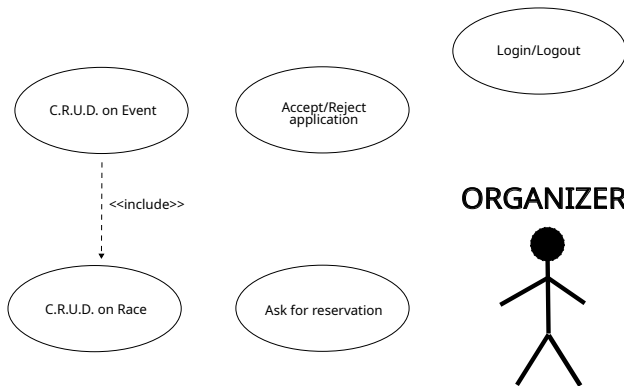 Login/Logout
C.R.U.D. on Event
Accept/Reject
application
ORGANIZER
<<include>>
C.R.U.D. on Race
Ask for reservation